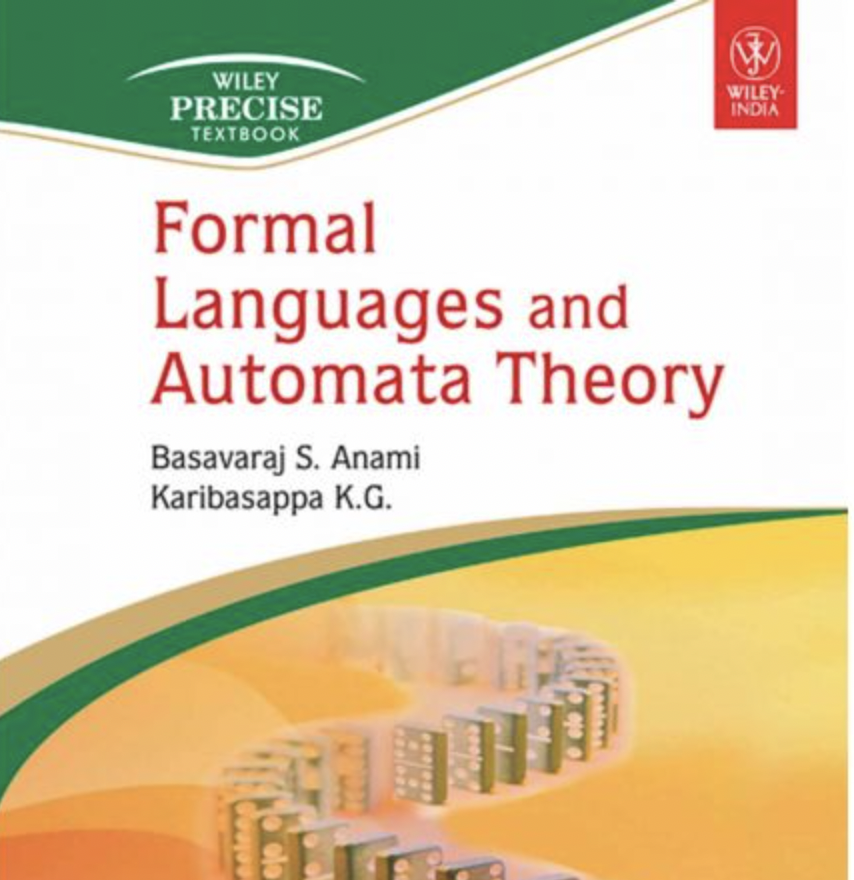 WILEY
PRECISE
TEXTBOOK
WILEY-
INDIA
Formal
Languages and
Automata Theory
Basavaraj S. Anami
Karibasappa K.G.